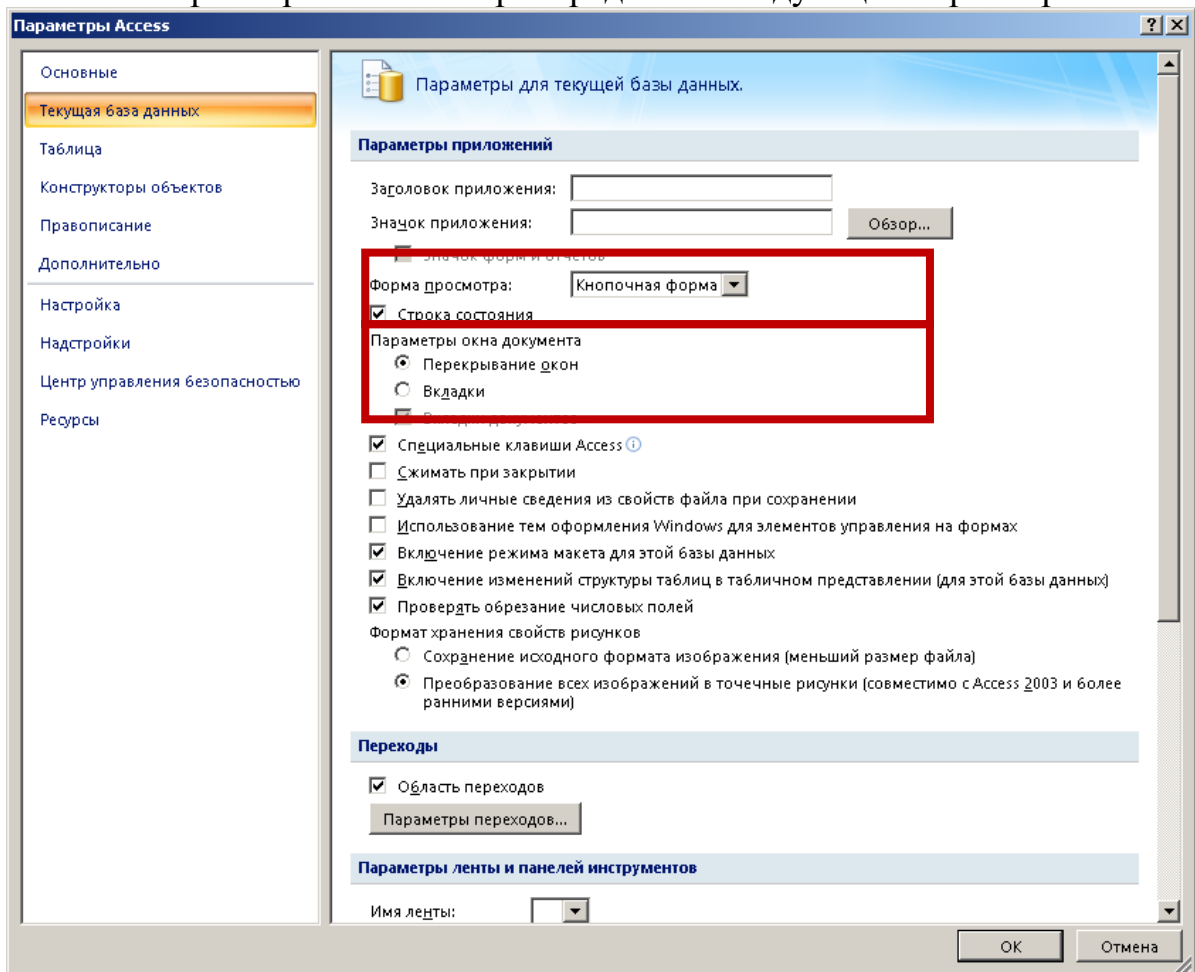 Параметры Access
Основные
Текущая база данных
Таблица
Конструкторы объектов
Правописание
Дополнительно
Настройка
Надстройки
Центр управления безопасностью
Ресурсы
Параметры для текущей базы данных.
Параметры приложений
Заголовок приложения:
Значок приложения:
Обзор...
Значок форм и отчетов
Форма просмотра:
Кнопочная форма
Строка состояния
Параметры окна документа
Перекрывание окон
Вкладки
Вкладки документов
Специальные клавиши Access
Сжимать при закрытии
Удалять личные сведения из свойств файла при сохранении
Использование тем оформления Windows для элементов управления на формах
Включение режима макета для этой базы данных
Включение изменений структуры таблиц в табличном представлении (для этой базы данных)
Проверять обрезание числовых полей
Формат хранения свойств рисунков
Сохранение исходного формата изображения (меньший размер файла)
Преобразование всех изображений в точечные рисунки (совместимо с Access 2003 и более
ранними версиями)
Переходы
Область переходов
Параметры переходов...
Параметры ленты и панелей инструментов
Имя ленты:
ОК
Отмена